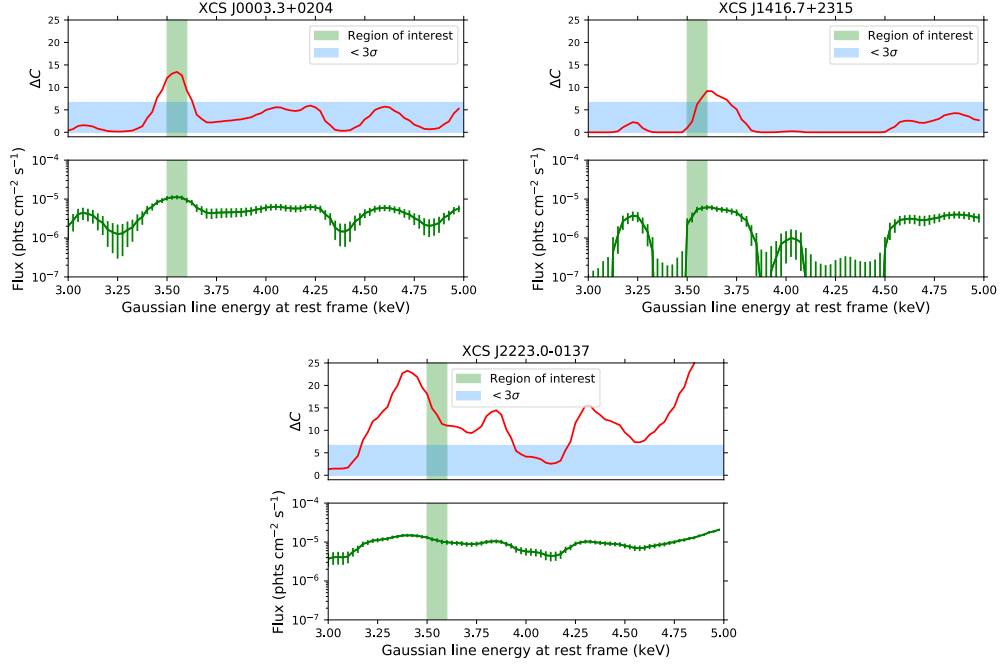 XCS J0003.3+0204
25
20
15
10
5
0
ΔC
Region of interest
< 3σ
10⁻⁴
10⁻⁵
10⁻⁶
10⁻⁷
Flux (phts cm⁻² s⁻¹)
3.00 3.25 3.50 3.75 4.00 4.25 4.50 4.75 5.00
Gaussian line energy at rest frame (keV)
XCS J1416.7+2315
25
20
15
10
5
0
ΔC
Region of interest
< 3σ
10⁻⁴
10⁻⁵
10⁻⁶
10⁻⁷
Flux (phts cm⁻² s⁻¹)
3.00 3.25 3.50 3.75 4.00 4.25 4.50 4.75 5.00
Gaussian line energy at rest frame (keV)
XCS J2223.0-0137
25
20
15
10
5
0
ΔC
Region of interest
< 3σ
10⁻⁴
10⁻⁵
10⁻⁶
10⁻⁷
Flux (phts cm⁻² s⁻¹)
3.00 3.25 3.50 3.75 4.00 4.25 4.50 4.75 5.00
Gaussian line energy at rest frame (keV)